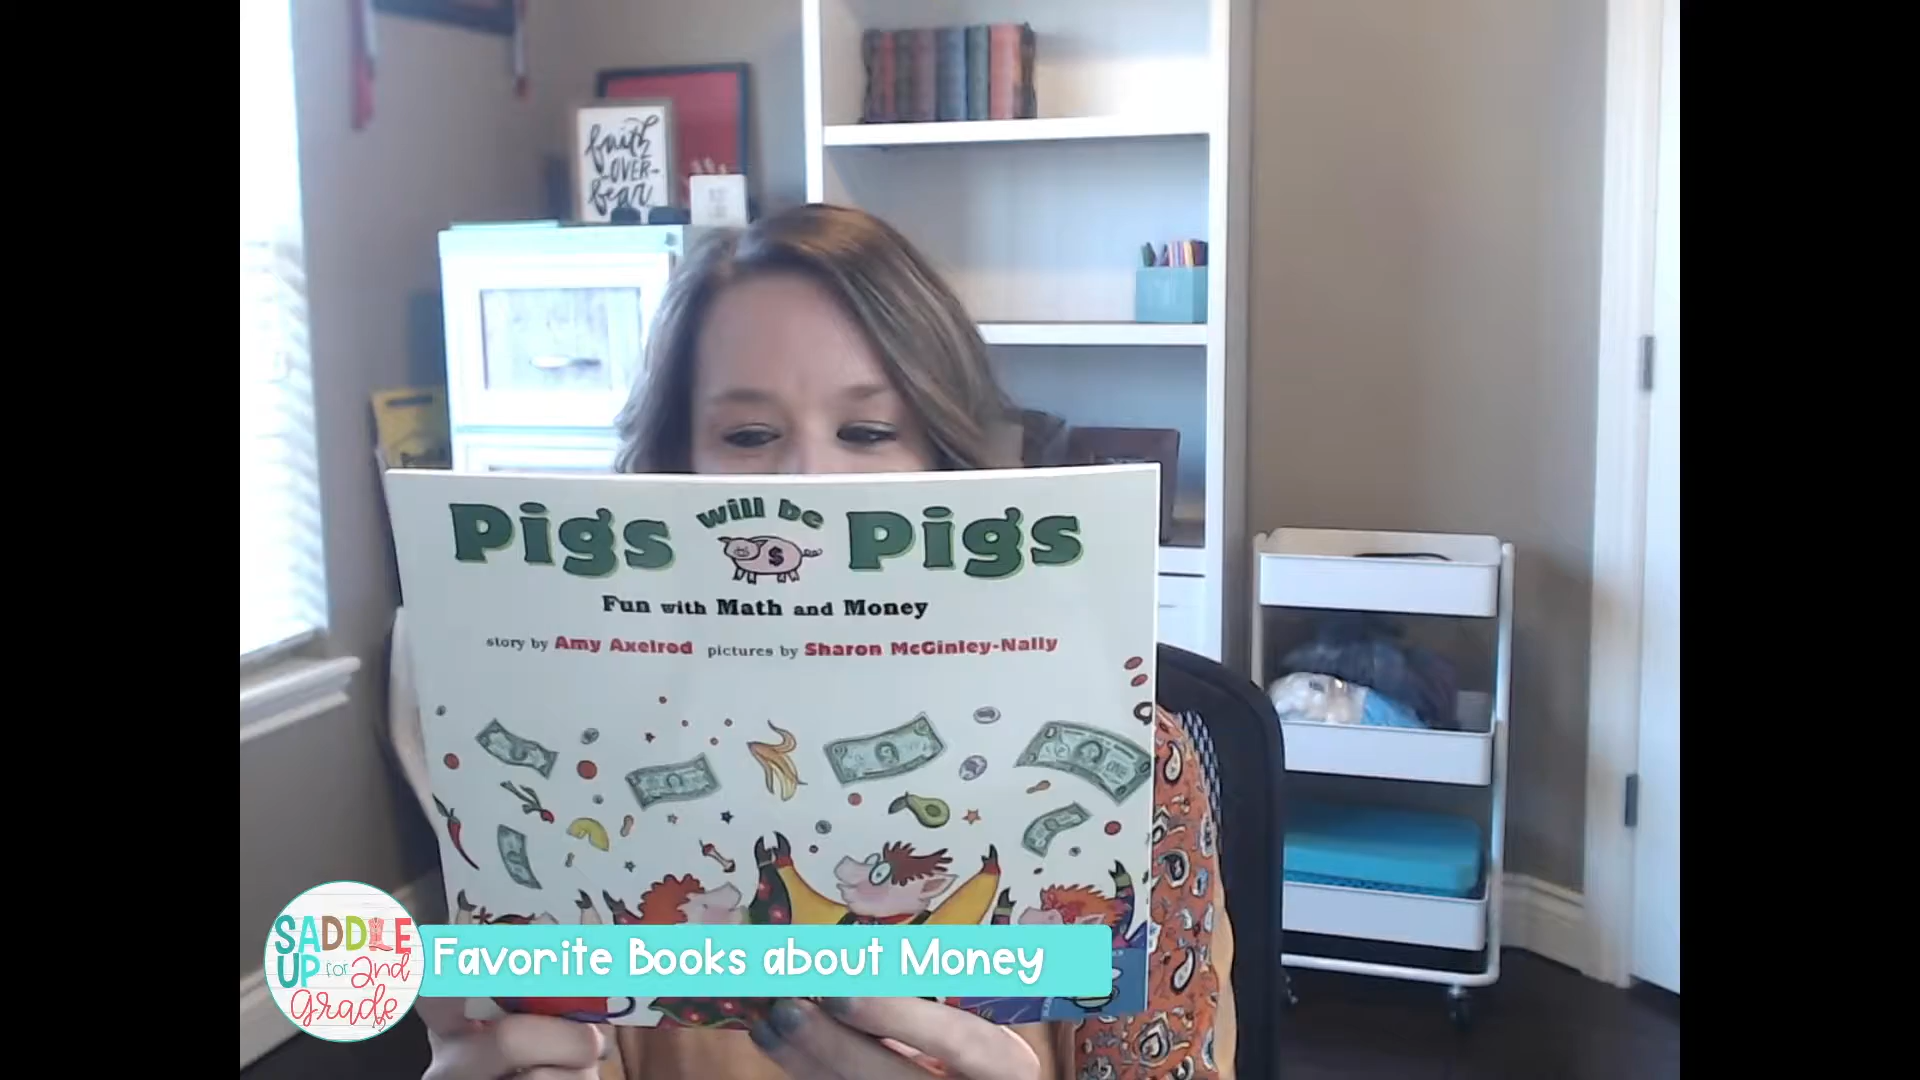 faith
-OVER-
fear
Pigs will be Pigs
$
Fun with Math and Money
story by Amy Axelrod pictures by Sharon McGinley-Nally
ONE
SADDLE
UP for 2nd
Grade
Favorite Books about Money